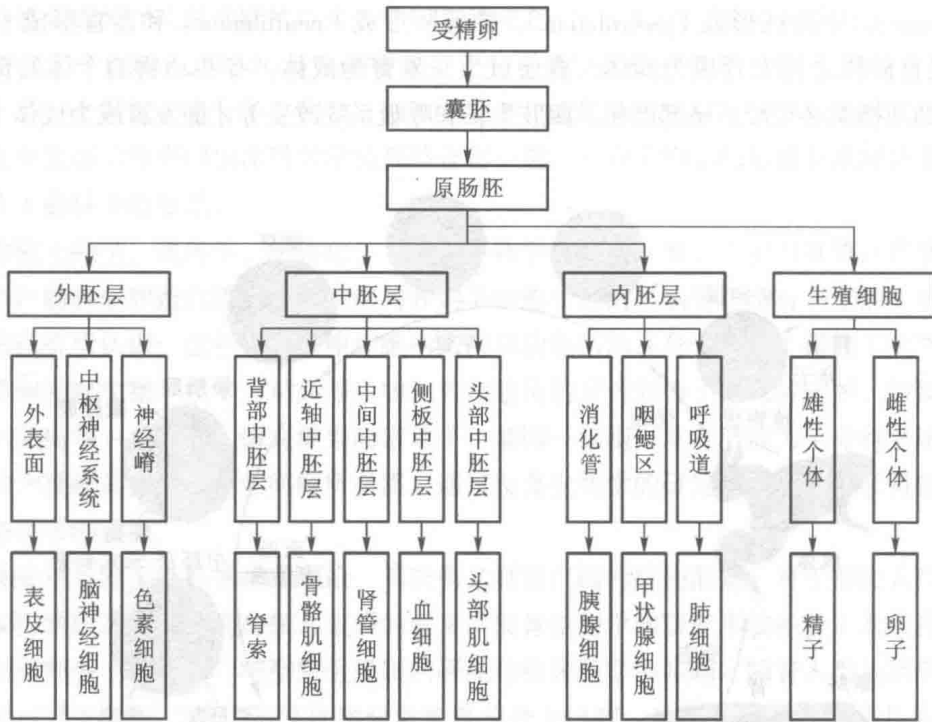 受精卵
囊胚
原肠胚
外胚层
中胚层
内胚层
生殖细胞
外表面
中枢神经系统
神经嵴
背部中胚层
近轴中胚层
中间中胚层
侧板中胚层
头部中胚层
消化管
咽鳃区
呼吸道
雄性个体
雌性个体
表皮细胞
脑神经细胞
色素细胞
脊索
骨骼肌细胞
肾管细胞
血细胞
头部肌细胞
胰腺细胞
甲状腺细胞
肺细胞
精子
卵子